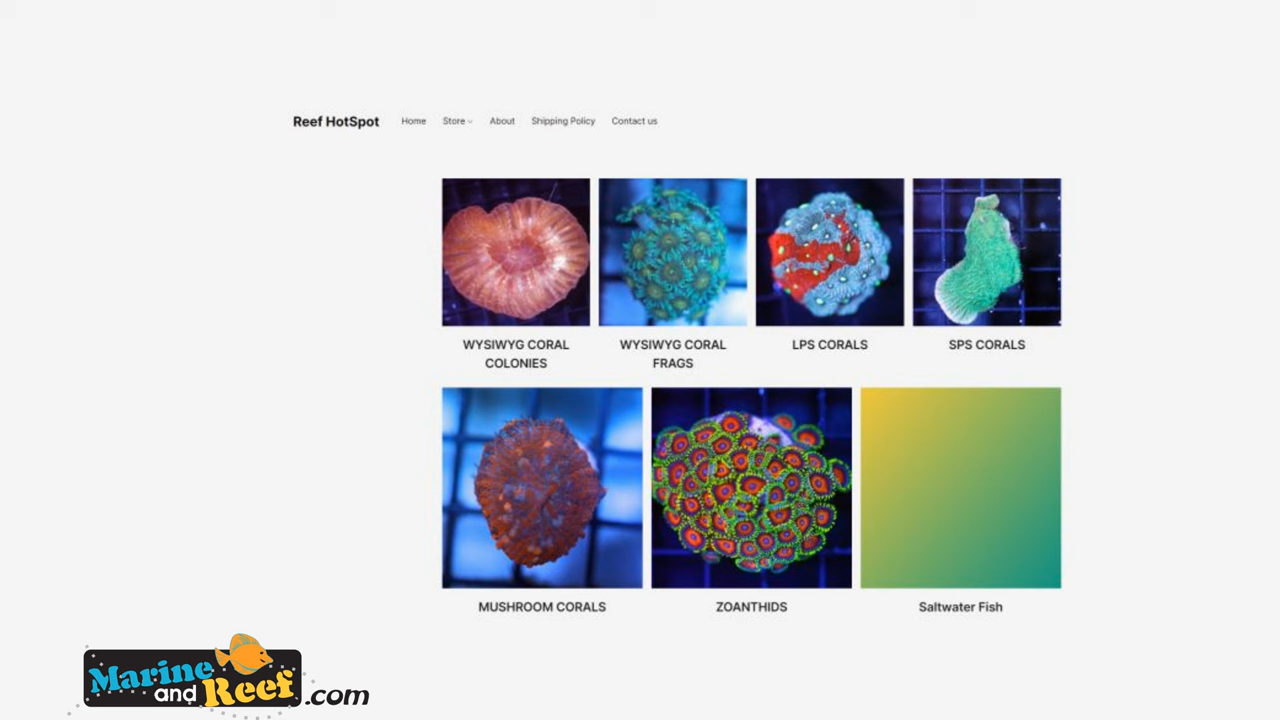 Reef HotSpot Home Store About Shipping Policy Contact us
WYSIWYG CORAL COLONIES
WYSIWYG CORAL FRAGS
LPS CORALS
SPS CORALS
MUSHROOM CORALS
ZOANTHIDS
Saltwater Fish
Marine
and Reef .com